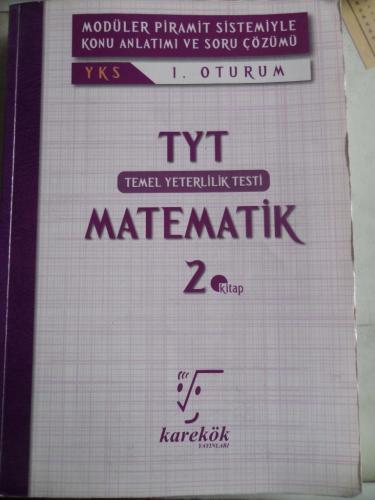 MODÜLER PİRAMİT SİSTEMİYLE
KONU ANLATIMI VE SORU ÇÖZÜMÜ
YKS 1. OTURUM
TYT
TEMEL YETERLİLİK TESTİ
MATEMATİK
2. kitap
karekök
YAYINLARI